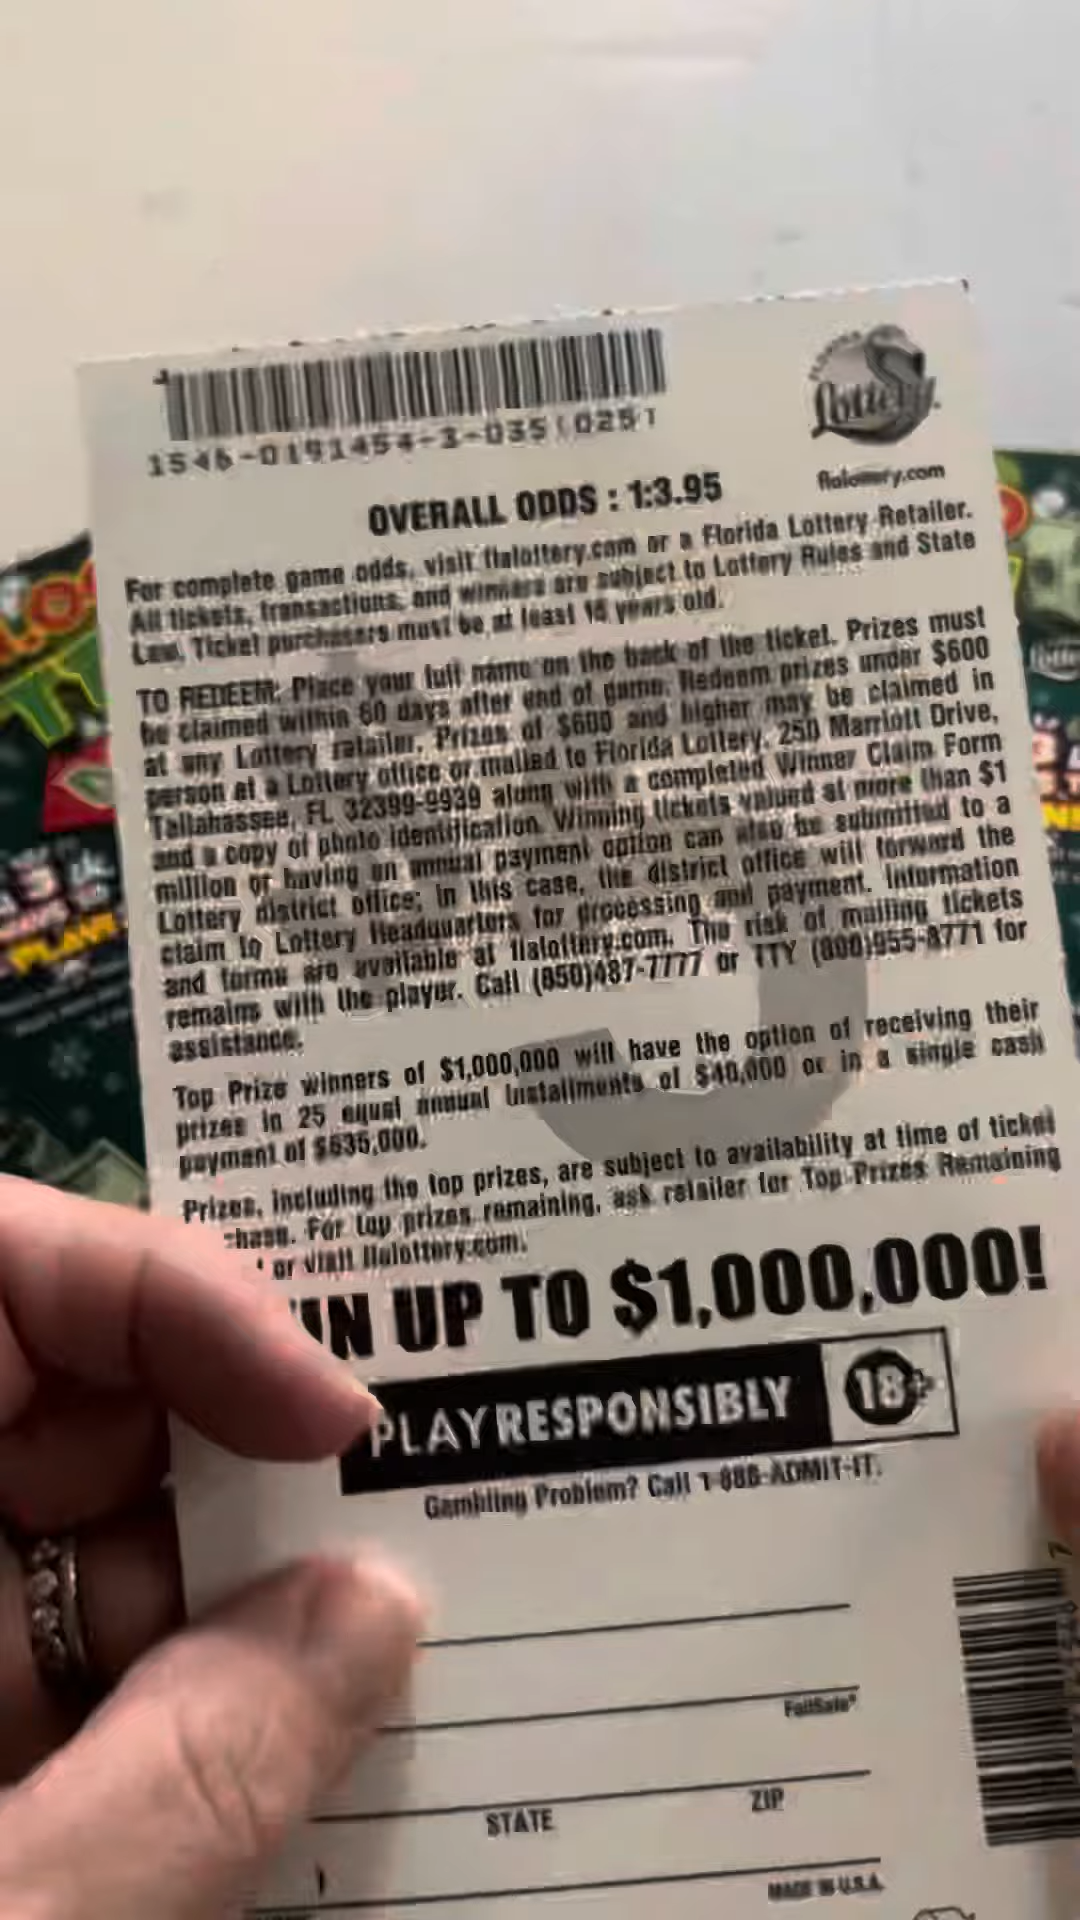 1546-0191454-3-035 10251
Lottery.
flalottery.com
OVERALL ODDS : 1:3.95
For complete game odds, visit flalottery.com or a Florida Lottery Retailer.
All tickets, transactions, and winners are subject to Lottery Rules and State
Law. Ticket purchasers must be at least 18 years old.
TO REDEEM: Place your full name on the back of the ticket. Prizes must
be claimed within 60 days after end of game. Redeem prizes under $600
at any Lottery retailer. Prizes of $600 and higher may be claimed in
person at a Lottery office or mailed to Florida Lottery, 250 Marriott Drive,
Tallahassee, FL 32399-9939 along with a completed Winner Claim Form
and a copy of photo identification. Winning tickets valued at more than $1
million or having an annual payment option can also be submitted to a
Lottery district office; in this case, the district office will forward the
claim to Lottery Headquarters for processing and payment. Information
and forms are available at flalottery.com. The risk of mailing tickets
remains with the player. Call (850)487-7777 or TTY (800)955-8771 for
assistance.
Top Prize winners of $1,000,000 will have the option of receiving their
prizes in 25 equal annual installments of $40,000 or in a single cash
payment of $635,000.
Prizes, including the top prizes, are subject to availability at time of ticket
chase. For top prizes remaining, ask retailer for Top Prizes Remaining
or visit flalottery.com.
IN UP TO $1,000,000!
PLAYRESPONSIBLY 18+
Gambling Problem? Call 1-888-ADMIT-IT.
FailSafe®
STATE ZIP
MADE IN U.S.A.